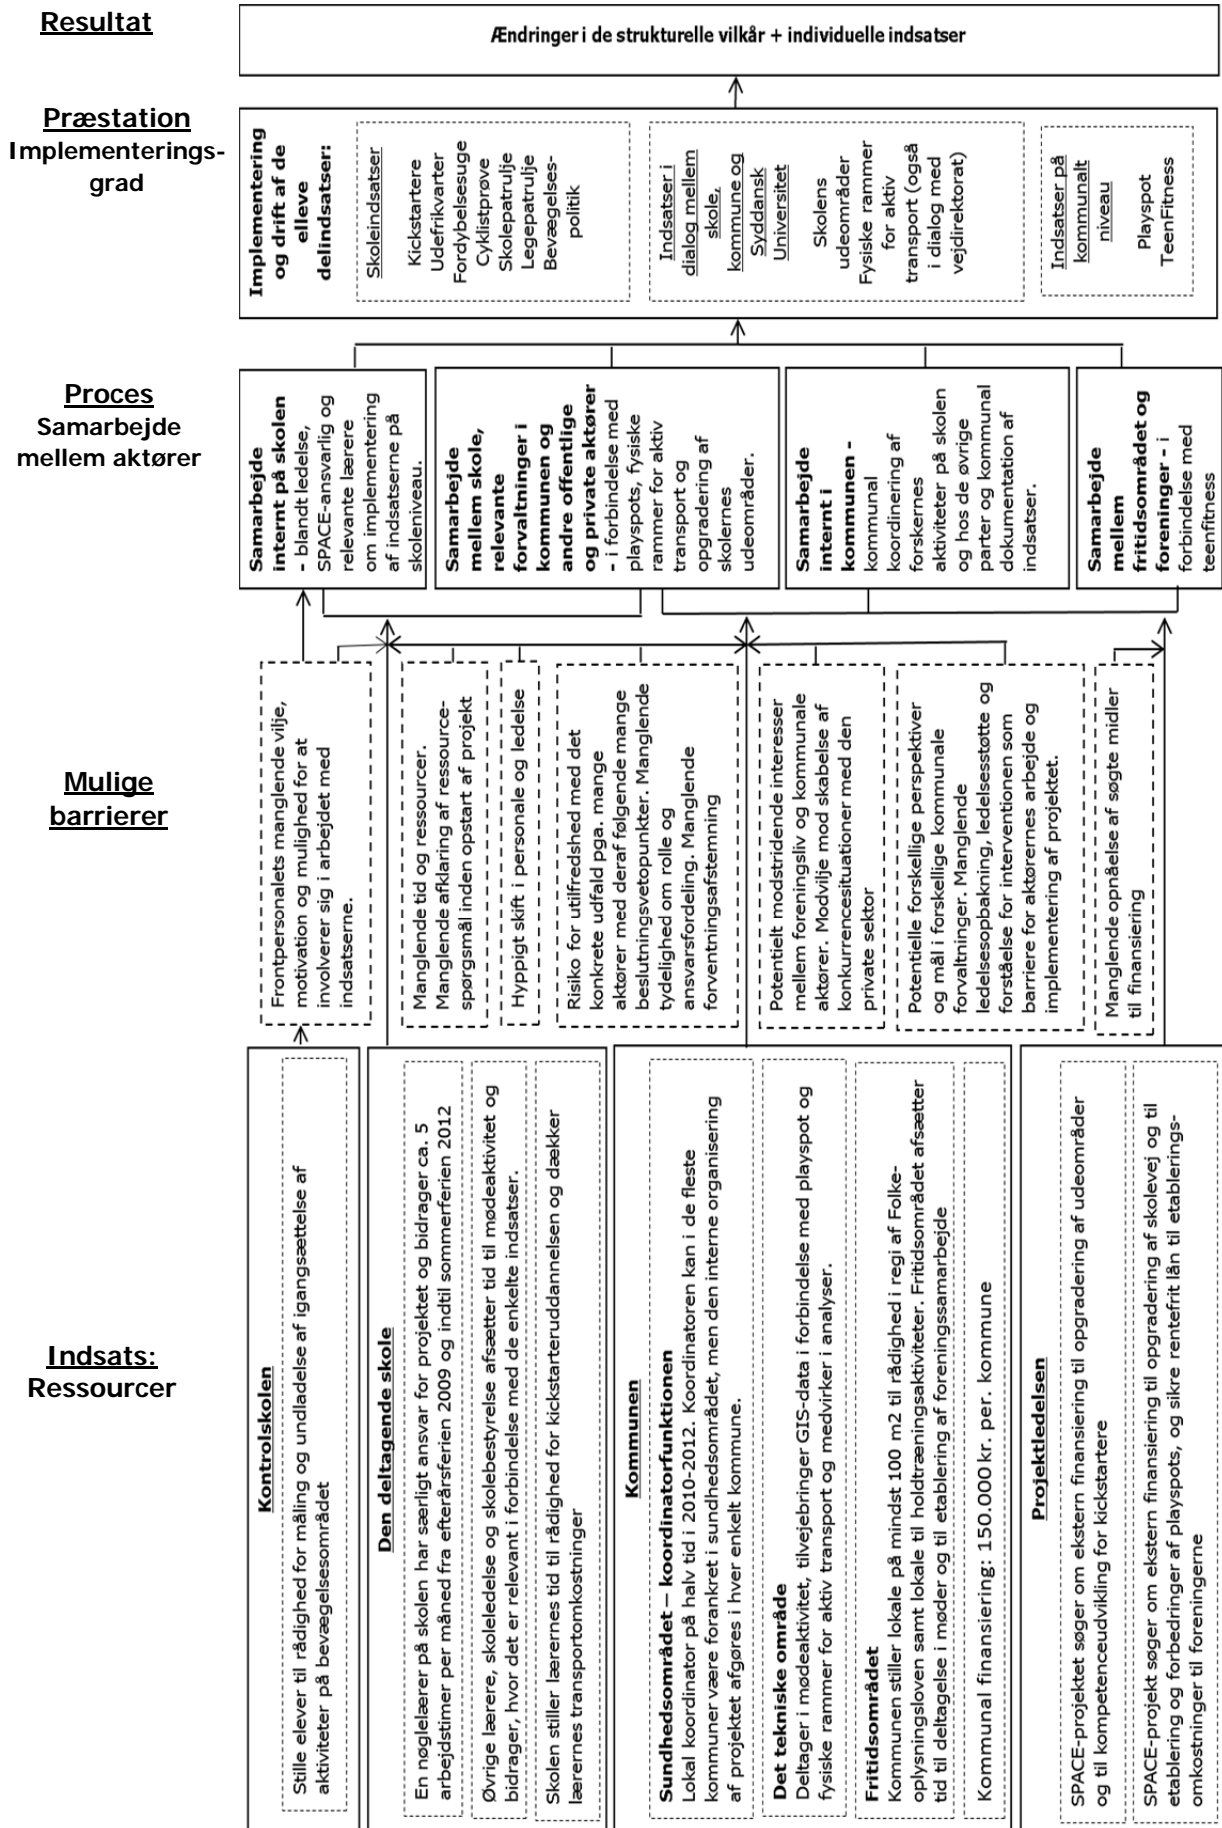 Resultat
Ændringer i de strukturelle vilkår + individuelle indsatser
Præstation
Implementerings-
grad
Implementering
og drift af de
elleve
delindsatser:
Skoleindsatser
Kickstartere
Udefrikvarter
Fordybelsesuge
Cyklistprøve
Skolepatrulje
Legepatrulje
Bevægelses-
politik
Indsatser i
dialog mellem
skole,
kommune og
Syddansk
Universitet
Skolens
udeområder
Fysiske rammer
for aktiv
transport (også
i dialog med
vejdirektorat)
Indsatser på
kommunalt
niveau
Playspot
TeenFitness
Proces
Samarbejde
mellem aktører
Samarbejde
internt på skolen
- blandt ledelse,
SPACE-ansvarlig og
relevante lærere
om implementering
af indsatserne på
skoleniveau.
Samarbejde
mellem skole,
relevante
forvaltninger i
kommunen og
andre offentlige
og private aktører
- i forbindelse med
playspots, fysiske
rammer for aktiv
transport og
opgradering af
skolernes
udeområder.
Samarbejde
internt i
kommunen -
kommunal
koordinering af
forskernes
aktiviteter på skolen
og hos de øvrige
parter og kommunal
dokumentation af
indsatser.
Samarbejde
mellem
fritidsområdet og
foreninger - i
forbindelse med
teenfitness
Mulige
barrierer
Frontpersonalets manglende vilje,
motivation og mulighed for at
involverer sig i arbejdet med
indsatserne.
Manglende tid og ressourcer.
Manglende afklaring af ressource-
spørgsmål inden opstart af projekt
Hyppigt skift i personale og ledelse
Risiko for utilfredshed med det
konkrete udfald pga. mange
aktører med deraf følgende mange
beslutningsvetopunkter. Manglende
tydelighed om rolle og
ansvarsfordeling. Manglende
forventningsafstemning
Potentielt modstridende interesser
mellem foreningsliv og kommunale
aktører. Modvilje mod skabelse af
konkurrencesituationer med den
private sektor
Potentielle forskellige perspektiver
og mål i forskellige kommunale
forvaltninger. Manglende
ledelsesopbakning, ledelsesstøtte og
forståelse for interventionen som
barriere for aktørernes arbejde og
implementering af projektet.
Manglende opnåelse af søgte midler
til finansiering
Indsats:
Ressourcer
Kontrolskolen
Stille elever til rådighed for måling og undladelse af igangsættelse af
aktiviteter på bevægelsesområdet
Den deltagende skole
En nøglelærer på skolen har særligt ansvar for projektet og bidrager ca. 5
arbejdstimer per måned fra efterårsferien 2009 og indtil sommerferien 2012
Øvrige lærere, skoleledelse og skolebestyrelse afsætter tid til mødeaktivitet og
bidrager, hvor det er relevant i forbindelse med de enkelte indsatser.
Skolen stiller lærernes tid til rådighed for kickstarteruddannelsen og dækker
lærernes transportomkostninger
Kommunen
Sundhedsområdet – koordinatorfunktionen
Lokal koordinator på halv tid i 2010-2012. Koordinatoren kan i de fleste
kommuner være forankret i sundhedsområdet, men den interne organisering
af projektet afgøres i hver enkelt kommune.
Det tekniske område
Deltager i mødeaktivitet, tilvejebringer GIS-data i forbindelse med playspot og
fysiske rammer for aktiv transport og medvirker i analyser.
Fritidsområdet
Kommunen stiller lokale på mindst 100 m2 til rådighed i regi af Folke-
oplysningsloven samt lokale til holdtræningsaktiviteter. Fritidsområdet afsætter
tid til deltagelse i møder og til etablering af foreningssamarbejde
Kommunal finansiering: 150.000 kr. per. kommune
Projektledelsen
SPACE-projektet søger om ekstern finansiering til opgradering af udeområder
og til kompetenceudvikling for kickstartere
SPACE-projekt søger om ekstern finansiering til opgradering af skolevej og til
etablering og forbedringer af playspots, og sikre rentefrit lån til etablerings-
omkostninger til foreningerne